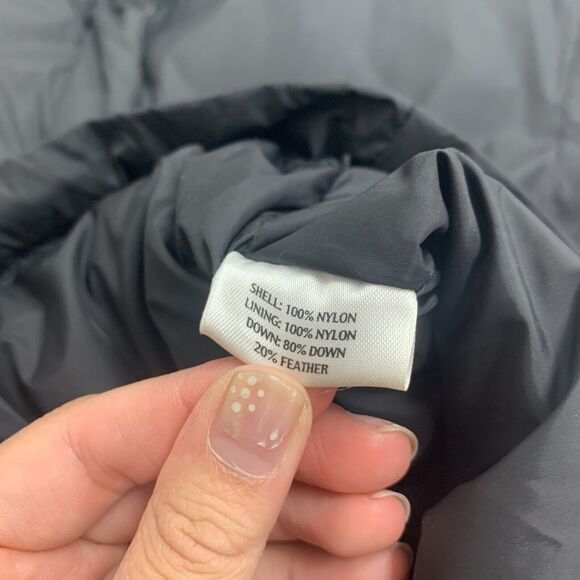 SHELL: 100% NYLON
LINING: 100% NYLON
DOWN: 80% DOWN
20% FEATHER